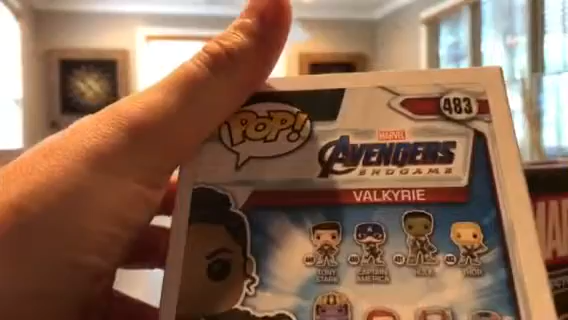 POP!
483
MARVEL
AVENGERS
ENDGAME
VALKYRIE
TONY STARK
CAPTAIN AMERICA
HULK
THOR